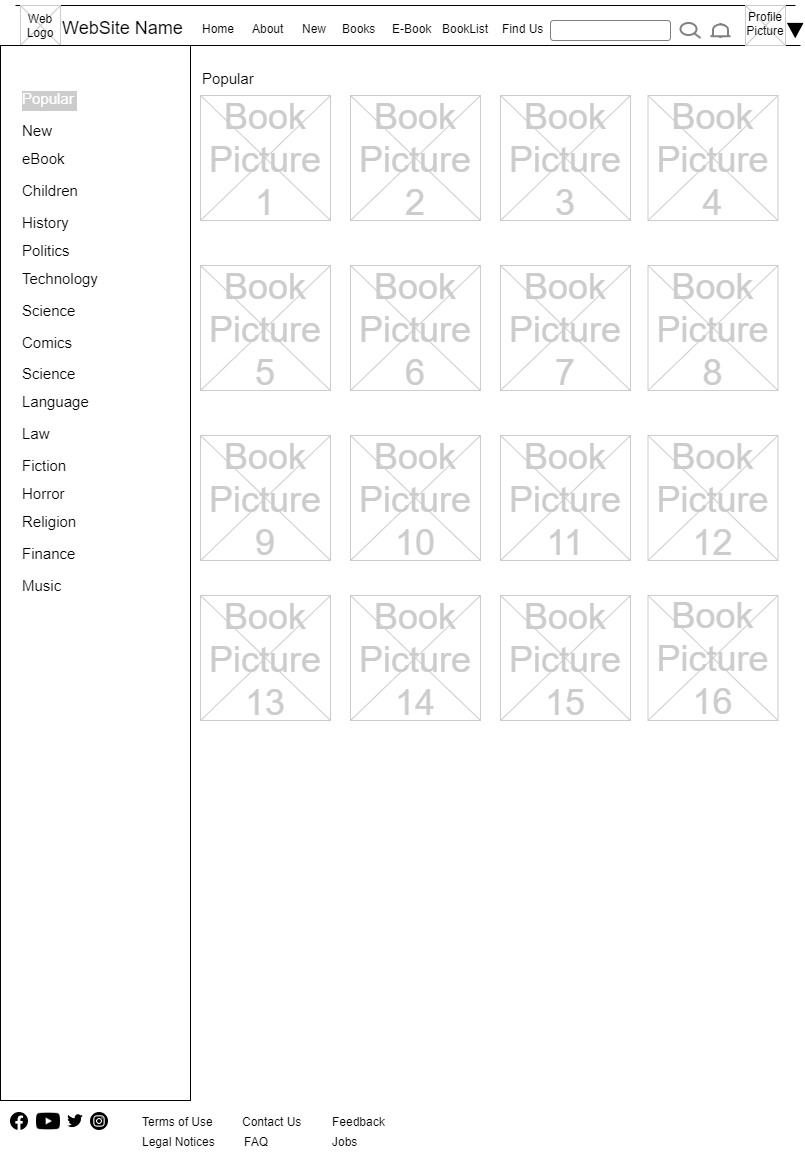 Web
Logo
WebSite Name
Home
About
New
Books
E-Book
BookList
Find Us
Profile
Picture
Popular
New
eBook
Children
History
Politics
Technology
Science
Comics
Science
Language
Law
Fiction
Horror
Religion
Finance
Music
Popular
Book
Picture
1
Book
Picture
2
Book
Picture
3
Book
Picture
4
Book
Picture
5
Book
Picture
6
Book
Picture
7
Book
Picture
8
Book
Picture
9
Book
Picture
10
Book
Picture
11
Book
Picture
12
Book
Picture
13
Book
Picture
14
Book
Picture
15
Book
Picture
16
Terms of Use
Contact Us
Feedback
Legal Notices
FAQ
Jobs